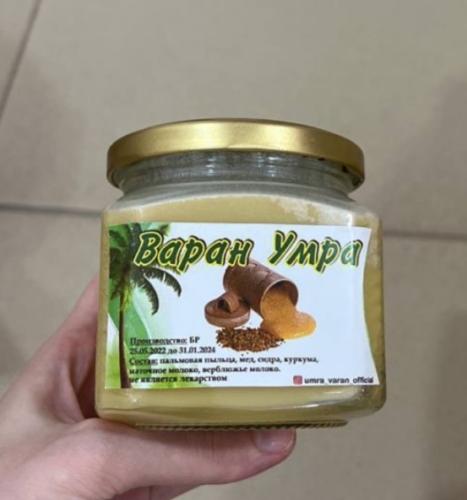 Варан Умра
Производство: БР
25.05.2022 до 31.01.2024
Состав: пальмовая пыльца, мед, сидра, куркума,
маточное молоко, верблюжье молоко.
не является лекарством
umra_varan_official